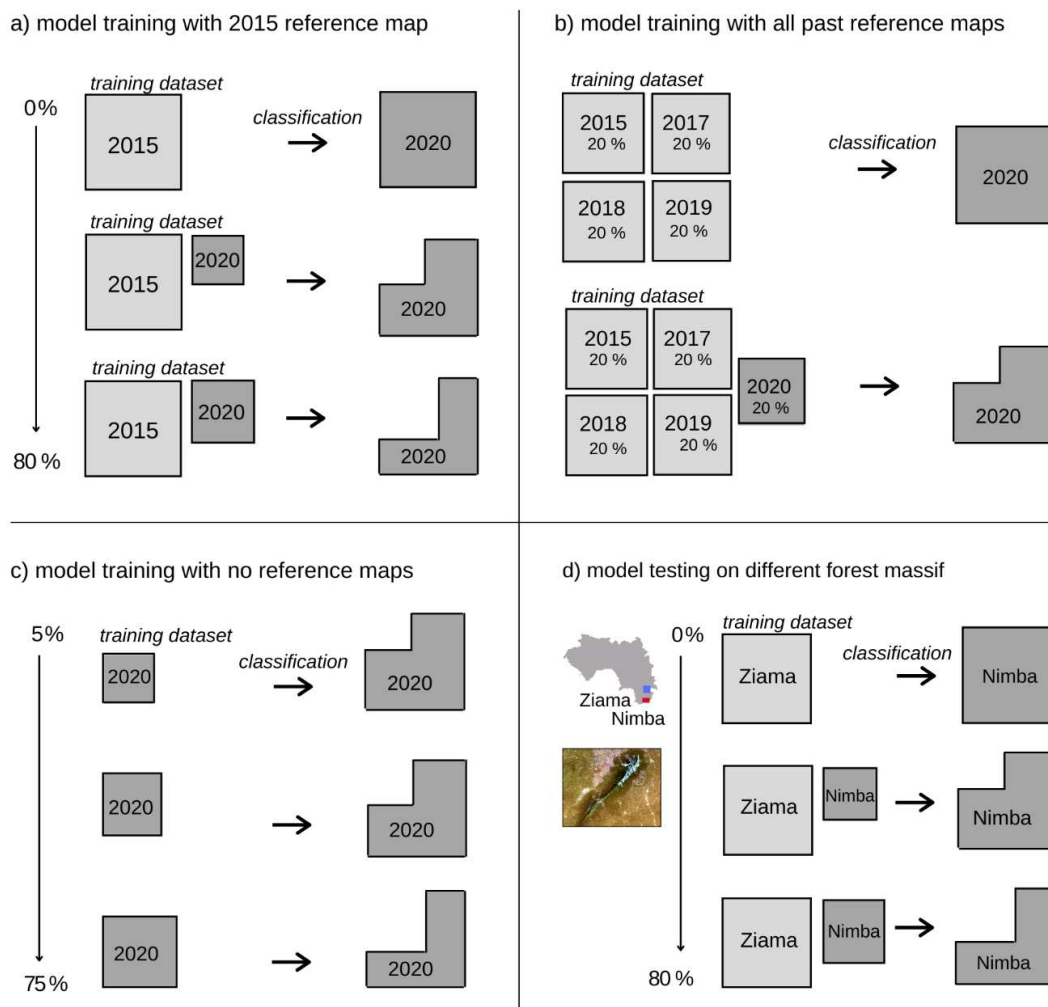 a) model training with 2015 reference map
training dataset
0%
classification
2015
2020
training dataset
2015
2020
2020
training dataset
2015
2020
2020
80%
b) model training with all past reference maps
training dataset
2015
20 %
2017
20 %
classification
2020
2018
20 %
2019
20 %
training dataset
2015
20 %
2017
20 %
2020
20 %
2018
20 %
2019
20 %
2020
c) model training with no reference maps
5%
training dataset
classification
2020
2020
2020
2020
2020
2020
75%
d) model testing on different forest massif
0%
training dataset
classification
Ziama
Nimba
Ziama
Nimba
Ziama
Nimba
Nimba
Ziama
Nimba
Nimba
80%